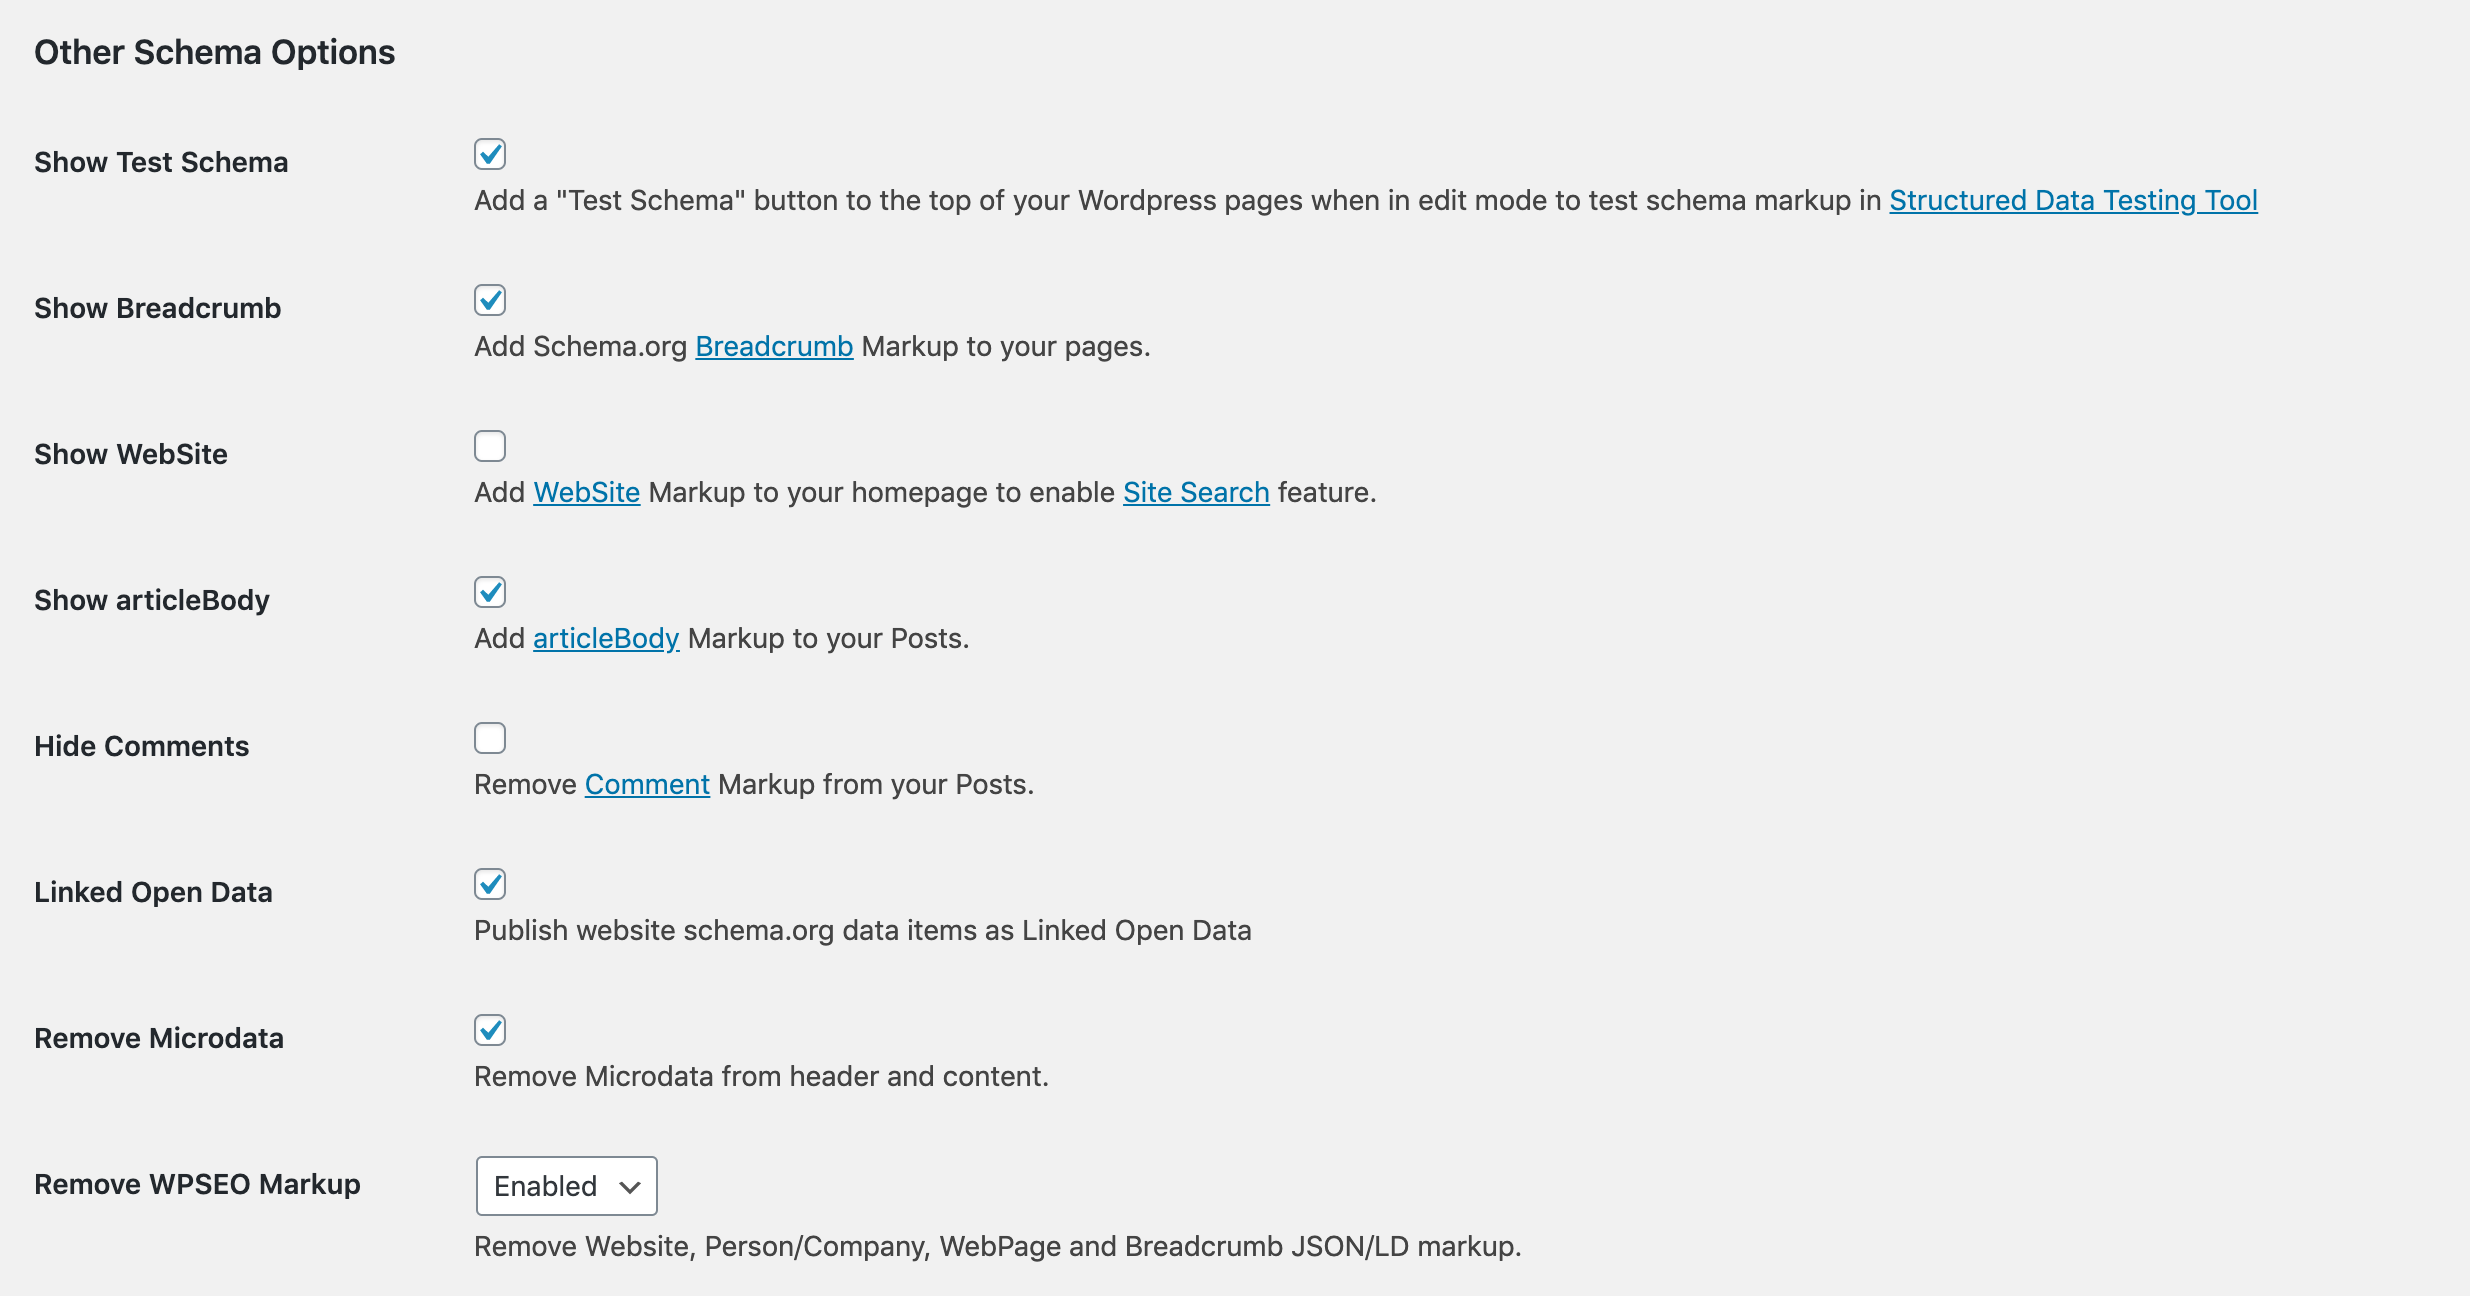 Other Schema Options
Show Test Schema
Add a "Test Schema" button to the top of your Wordpress pages when in edit mode to test schema markup in Structured Data Testing Tool
Show Breadcrumb
Add Schema.org Breadcrumb Markup to your pages.
Show WebSite
Add WebSite Markup to your homepage to enable Site Search feature.
Show articleBody
Add articleBody Markup to your Posts.
Hide Comments
Remove Comment Markup from your Posts.
Linked Open Data
Publish website schema.org data items as Linked Open Data
Remove Microdata
Remove Microdata from header and content.
Remove WPSEO Markup
Enabled
Remove Website, Person/Company, WebPage and Breadcrumb JSON/LD markup.